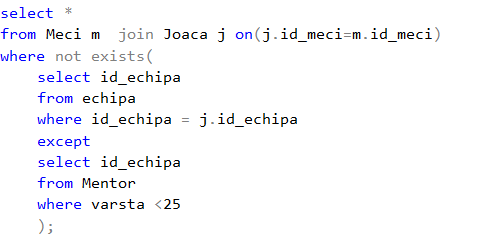 select *
from Meci m  join Joaca j on(j.id_meci=m.id_meci)
where not exists(
    select id_echipa
    from echipa
    where id_echipa = j.id_echipa
    except
    select id_echipa
    from Mentor
    where varsta <25
    );